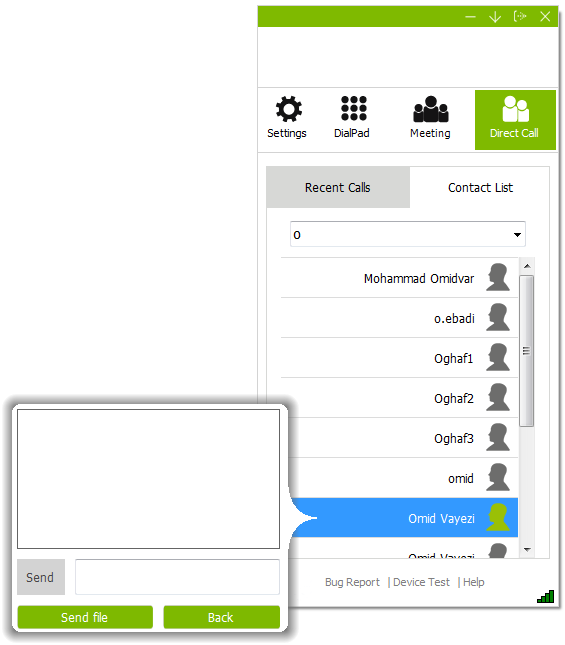 Settings DialPad Meeting Direct Call
Recent Calls Contact List
o
Mohammad Omidvar
o.ebadi
Oghaf1
Oghaf2
Oghaf3
omid
Omid Vayezi
Omid Vayezi
Bug Report | Device Test | Help
Send
Send file Back